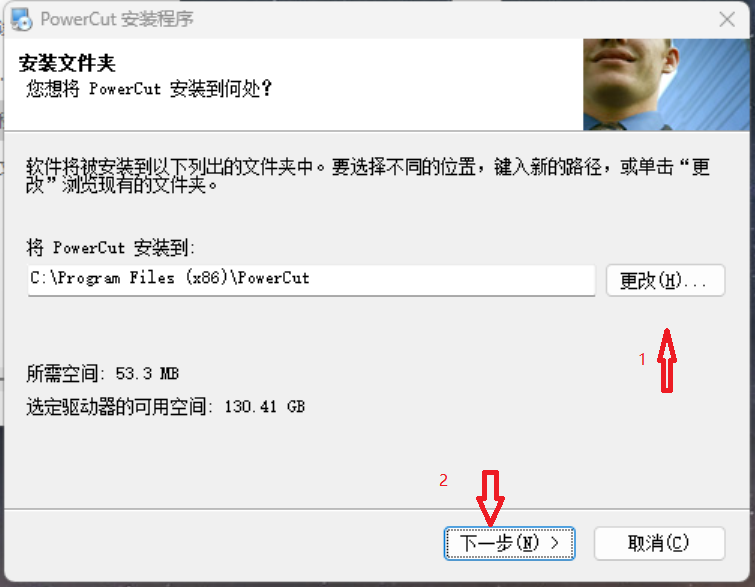 PowerCut 安装程序
安装文件夹
您想将 PowerCut 安装到何处?
软件将被安装到以下列出的文件夹中。要选择不同的位置，键入新的路径，或单击“更
改”浏览现有的文件夹。
将 PowerCut 安装到:
C:\Program Files (x86)\PowerCut
更改(H)...
1
所需空间: 53.3 MB
选定驱动器的可用空间: 130.41 GB
2
下一步(N) >
取消(C)